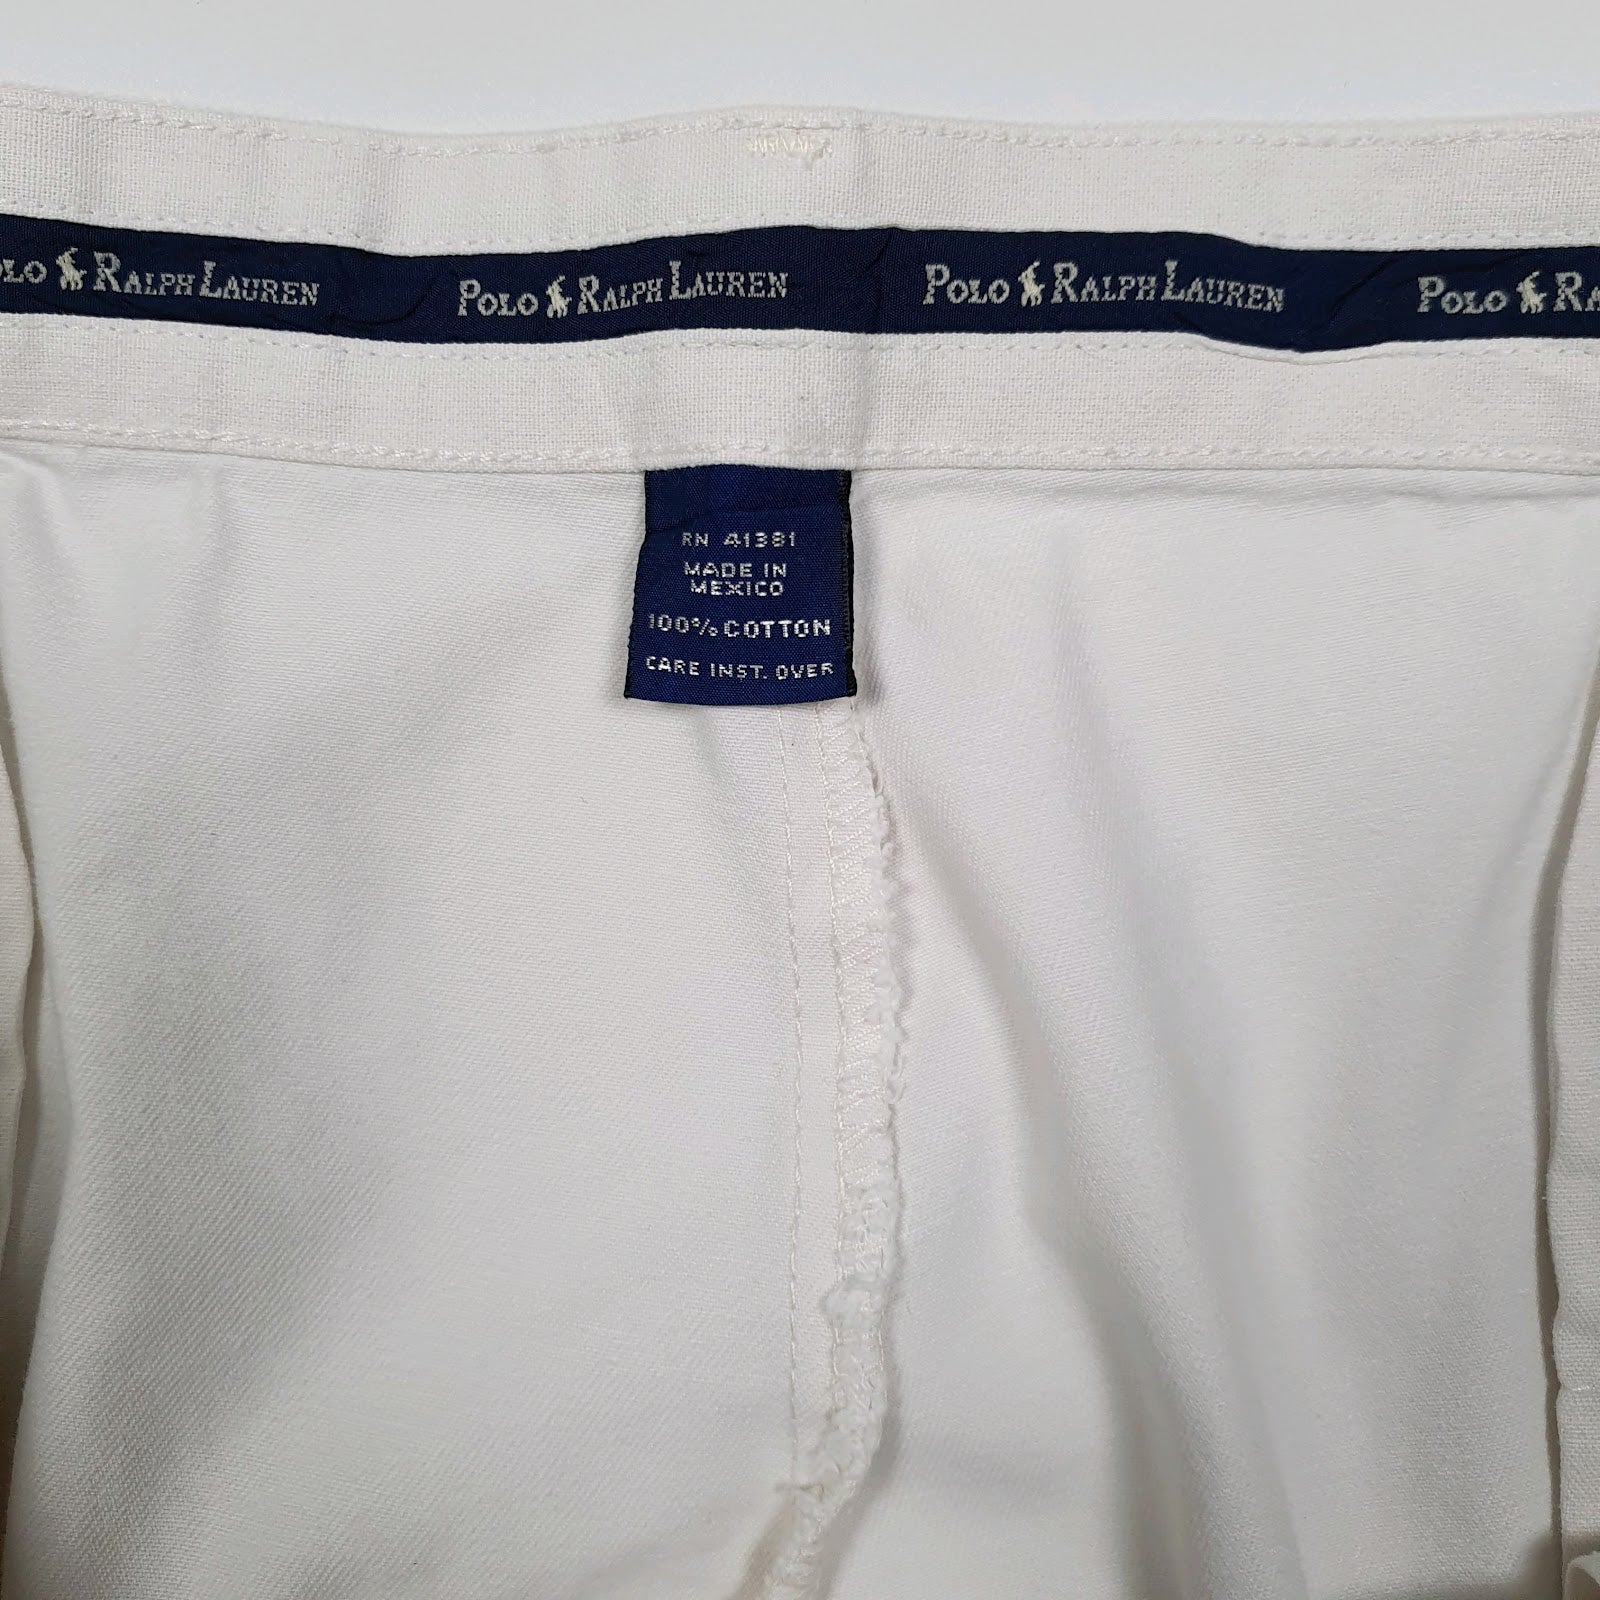 POLO RALPH LAUREN POLO RALPH LAUREN POLO RALPH LAUREN POLO
RN 41381
MADE IN
MEXICO
100% COTTON
CARE INST. OVER